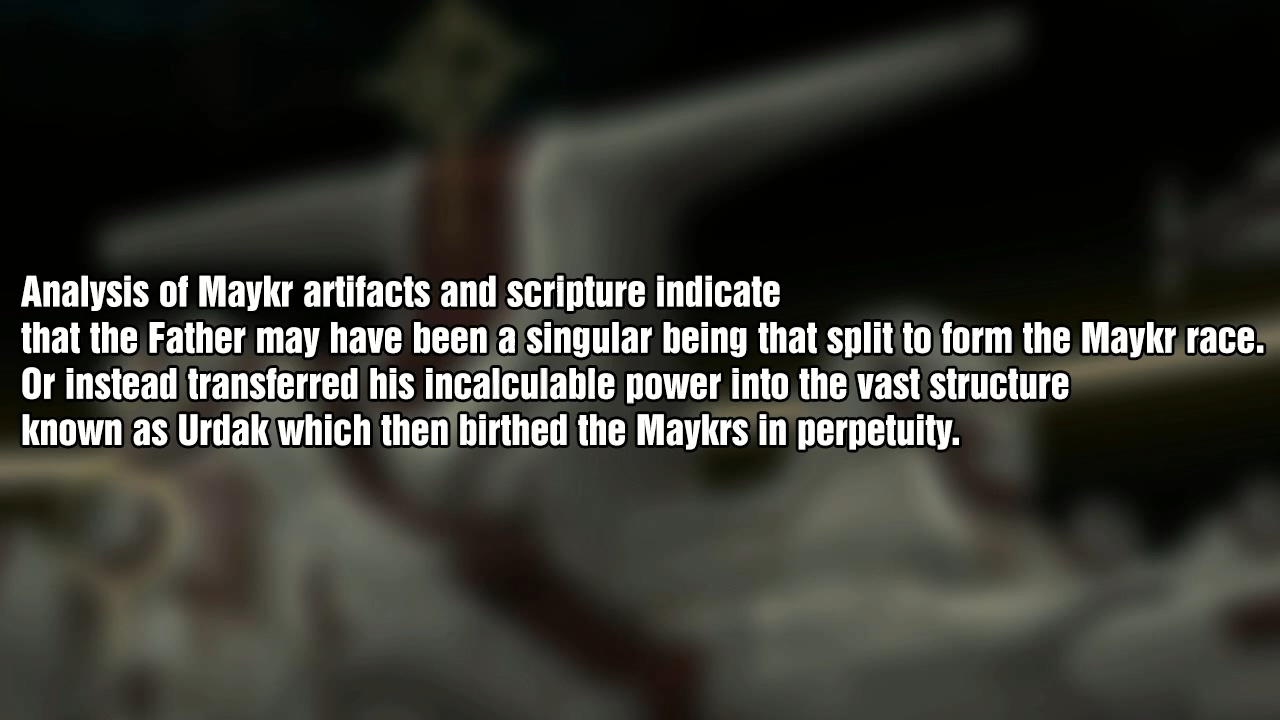 Analysis of Maykr artifacts and scripture indicate
that the Father may have been a singular being that split to form the Maykr race.
Or instead transferred his incalculable power into the vast structure
known as Urdak which then birthed the Maykrs in perpetuity.